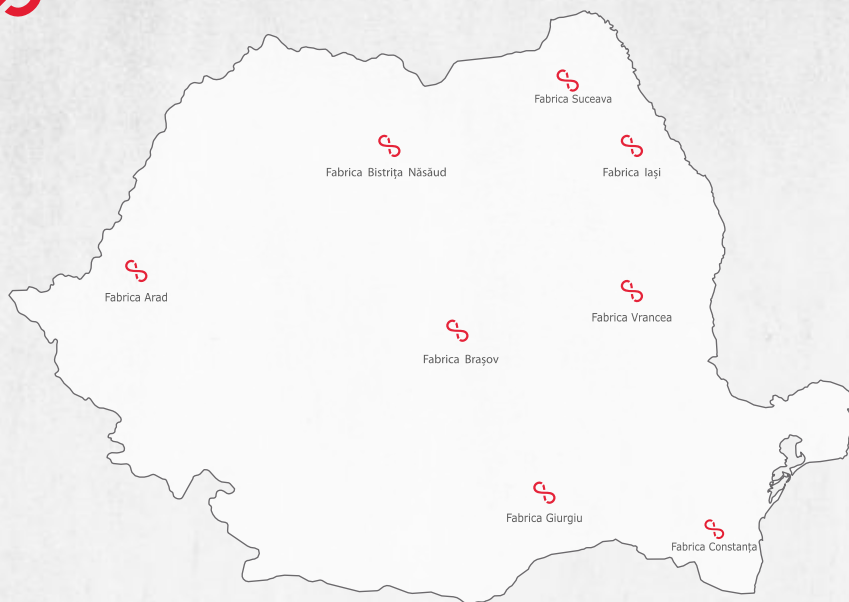 Fabrica Suceava
Fabrica Bistrița Năsăud
Fabrica Iași
Fabrica Arad
Fabrica Vrancea
Fabrica Brașov
Fabrica Giurgiu
Fabrica Constanța